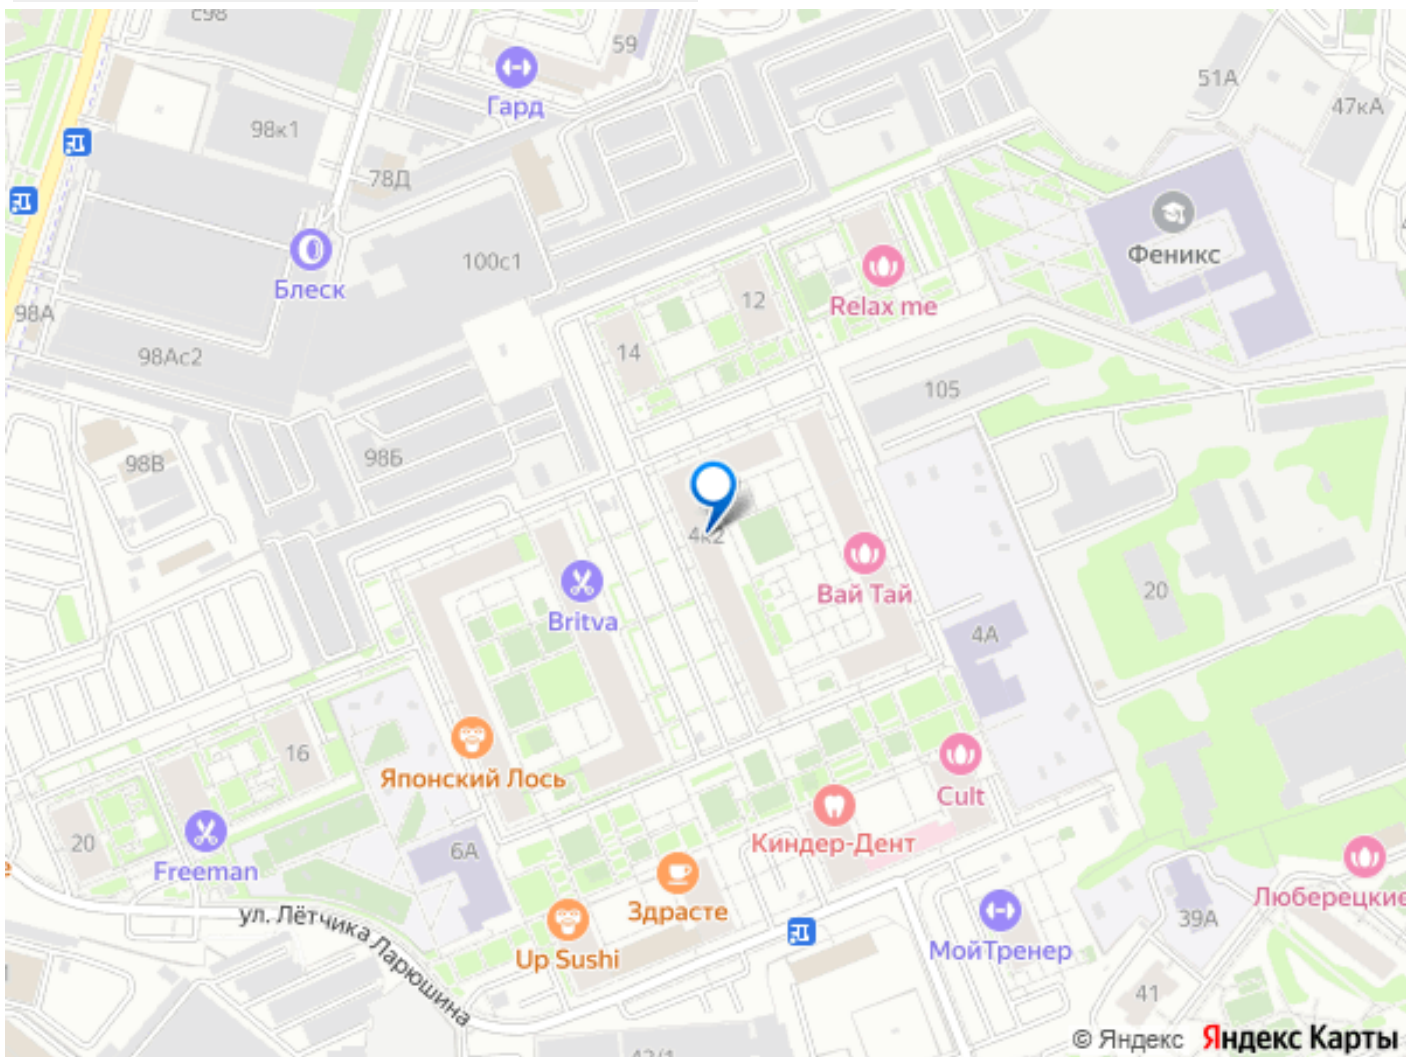 с98
59
Гард
51А
47кА
98к1
78Д
Феникс
100с1
Блеск
Relax me
12
98А
98Ас2
14
105
98Б
98В
4к2
Вай Тай
20
Britva
4А
16
Японский Лось
Cult
20
Freeman
6А
Киндер-Дент
Здрасте
Люберецкие
ул. Лётчика Ларюшина
Up Sushi
МойТренер
39А
41
© Яндекс Яндекс Карты